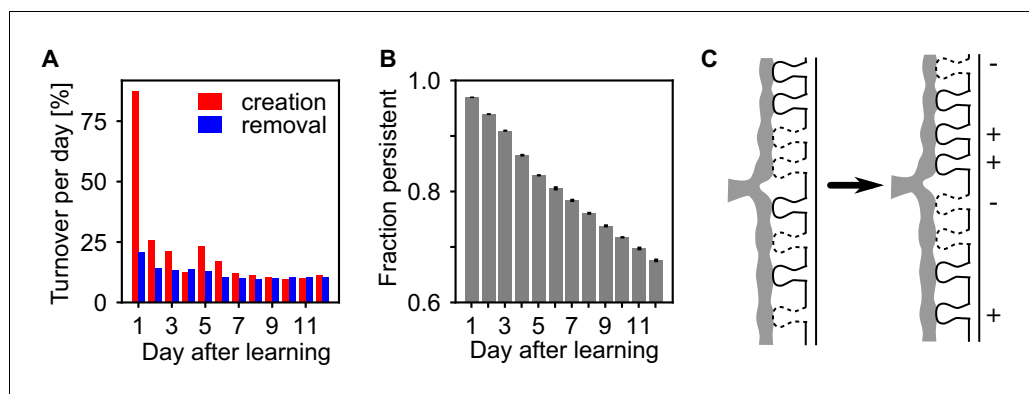 A
Turnover per day [%]
75
50
25
0
creation
removal
1 3 5 7 9 11
Day after learning
B
Fraction persistent
1.0
0.8
0.6
1 3 5 7 9 11
Day after learning
C
-
+
+
-
+